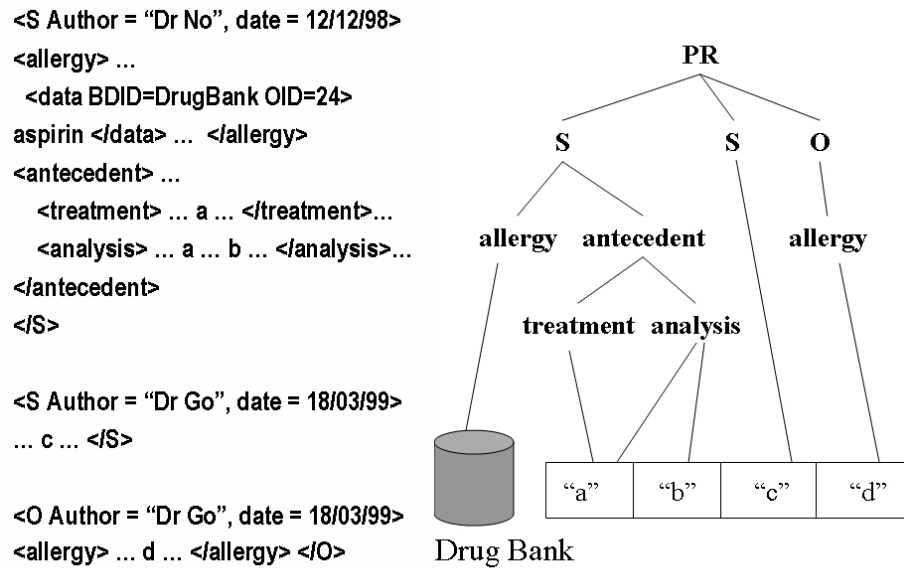 <S Author = “Dr No”, date = 12/12/98>
<allergy> …
<data BDID=DrugBank OID=24>
aspirin </data> … </allergy>
<antecedent> …
<treatment> … a … </treatment>…
<analysis> … a … b … </analysis>…
</antecedent>
</S>
<S Author = “Dr Go”, date = 18/03/99>
… c … </S>
<O Author = “Dr Go”, date = 18/03/99>
<allergy> … d … </allergy> </O>
PR
S S O
allergy antecedent allergy
treatment analysis
“a” “b” “c” “d”
Drug Bank